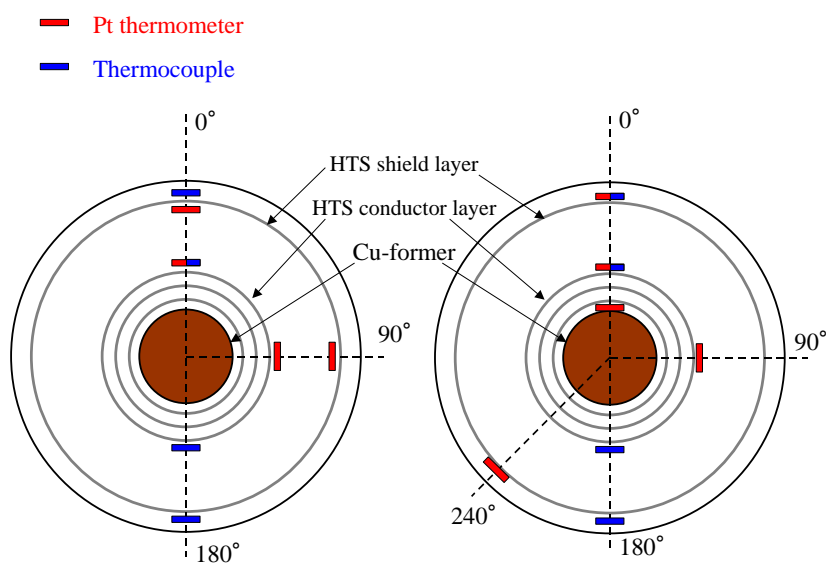 Pt thermometer
Thermocouple
0°
0°
HTS shield layer
HTS conductor layer
Cu-former
90°
90°
240°
180°
180°